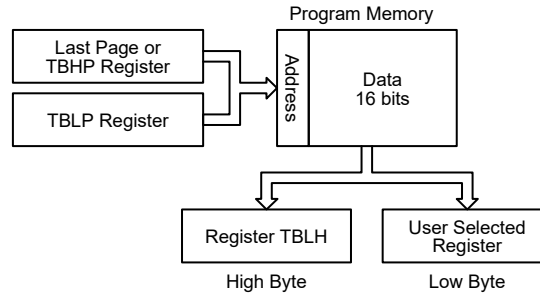 Program Memory
Last Page or
TBHP Register
TBLP Register
Address
Data
16 bits
Register TBLH
User Selected
Register
High Byte
Low Byte